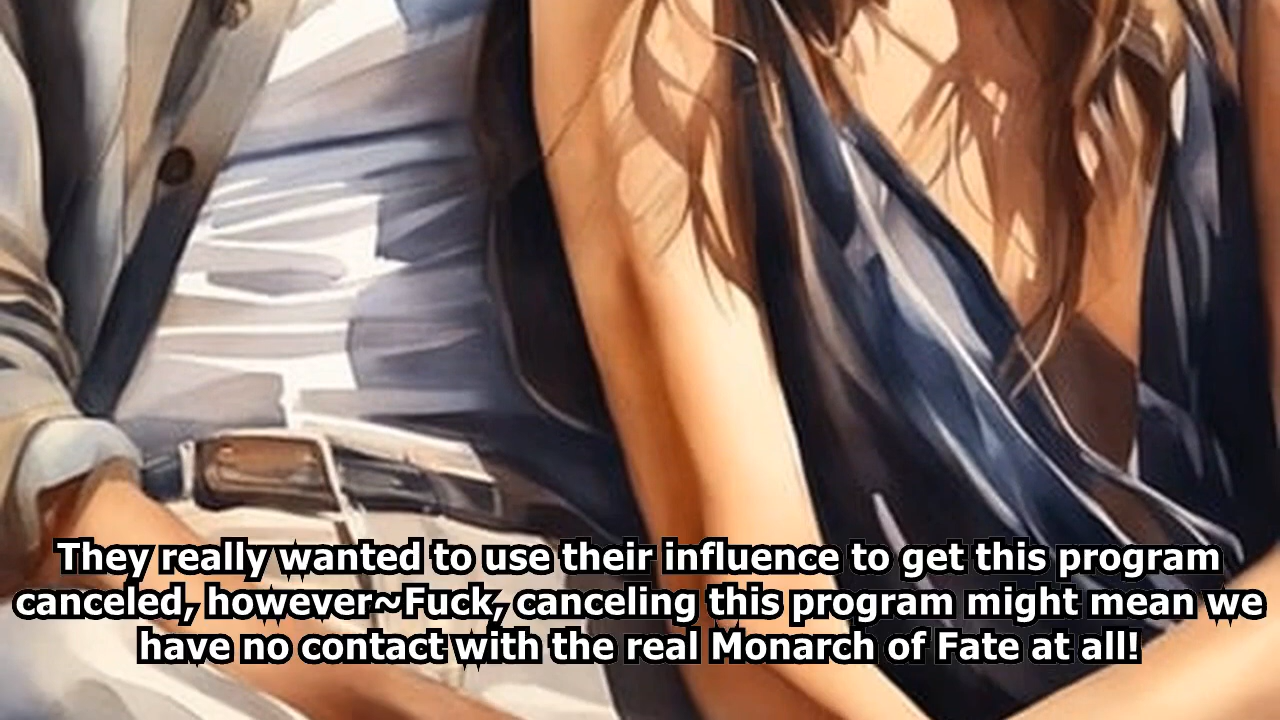 They really wanted to use their influence to get this program
canceled, however~Fuck, canceling this program might mean we
have no contact with the real Monarch of Fate at all!